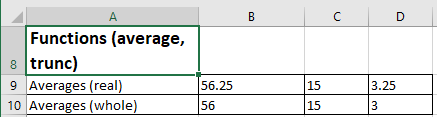 A B C D
8 Functions (average,
trunc)
9 Averages (real) 56.25 15 3.25
10 Averages (whole) 56 15 3